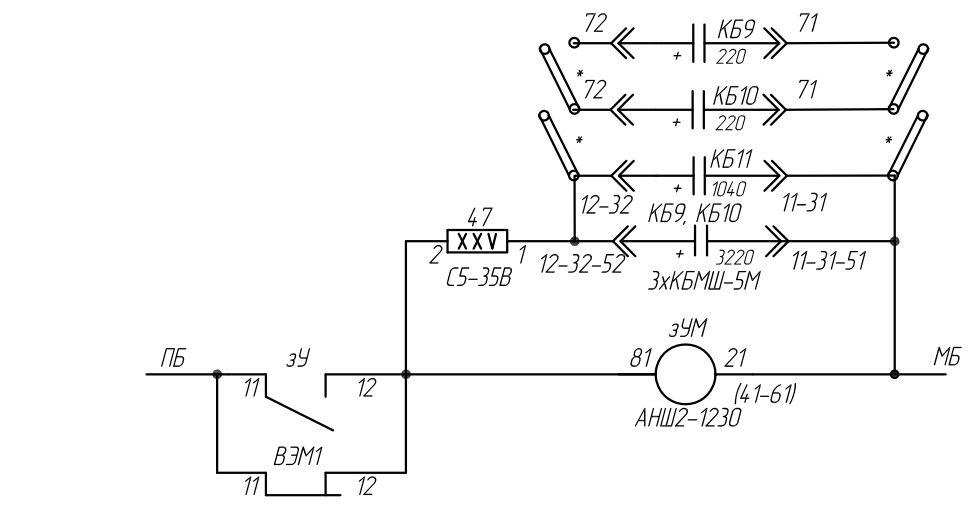 72 КБ9 71
+ 220
* *
72 КБ10 71
+ 220
* *
КБ11
+ 1040
12-32 11-31
КБ9, КБ10
47
XXV
2 1 12-32-52 + 3220 11-31-51
С5-35В 3хКБМШ-5М
зУМ
ПБ зУ 81 21 МБ
11 12 (41-61)
АНШ2-1230
ВЭМ1
11 12